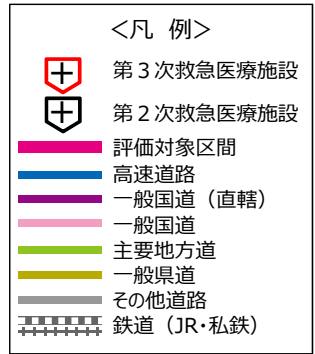 <凡 例>
第３次救急医療施設
第２次救急医療施設
評価対象区間
高速道路
一般国道（直轄）
一般国道
主要地方道
一般県道
その他道路
鉄道（JR・私鉄）